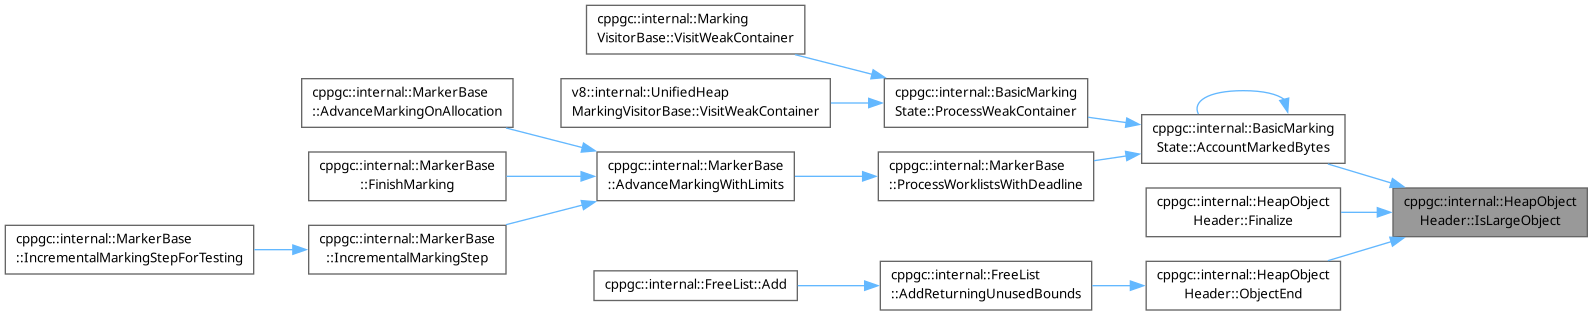 cppgc::internal::Marking
VisitorBase::VisitWeakContainer
cppgc::internal::MarkerBase
::AdvanceMarkingOnAllocation
v8::internal::UnifiedHeap
MarkingVisitorBase::VisitWeakContainer
cppgc::internal::BasicMarking
State::ProcessWeakContainer
cppgc::internal::BasicMarking
State::AccountMarkedBytes
cppgc::internal::MarkerBase
::FinishMarking
cppgc::internal::MarkerBase
::AdvanceMarkingWithLimits
cppgc::internal::MarkerBase
::ProcessWorklistsWithDeadline
cppgc::internal::HeapObject
Header::Finalize
cppgc::internal::HeapObject
Header::IsLargeObject
cppgc::internal::MarkerBase
::IncrementalMarkingStepForTesting
cppgc::internal::MarkerBase
::IncrementalMarkingStep
cppgc::internal::FreeList::Add
cppgc::internal::FreeList
::AddReturningUnusedBounds
cppgc::internal::HeapObject
Header::ObjectEnd